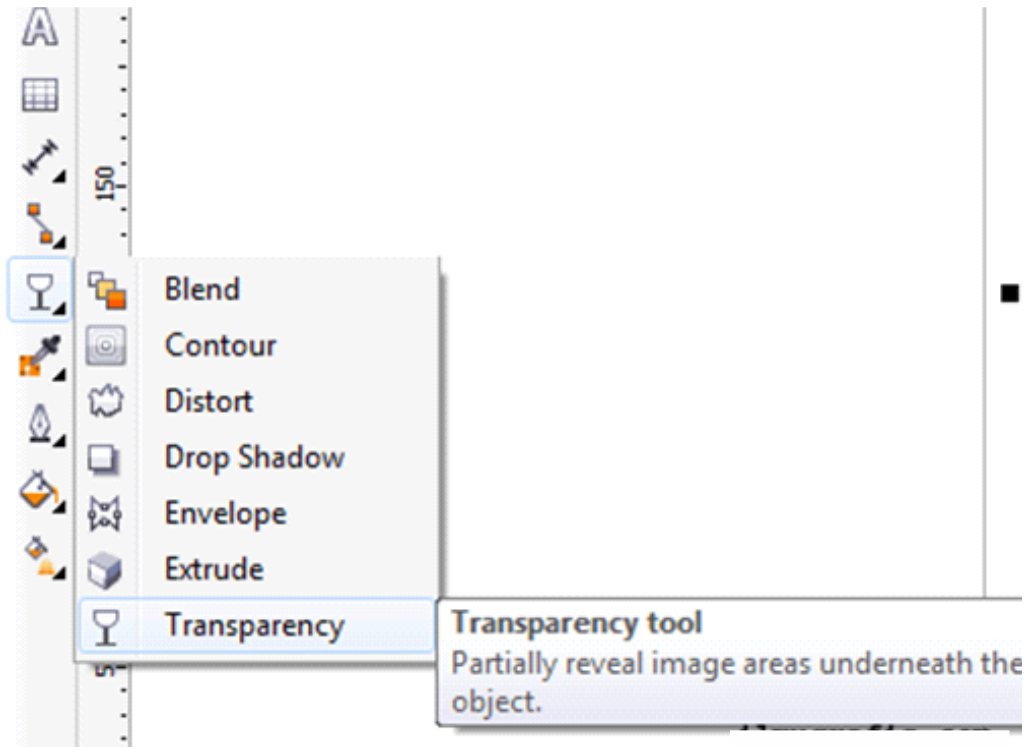 150
Blend
Contour
Distort
Drop Shadow
Envelope
Extrude
Transparency
Transparency tool
Partially reveal image areas underneath the
object.